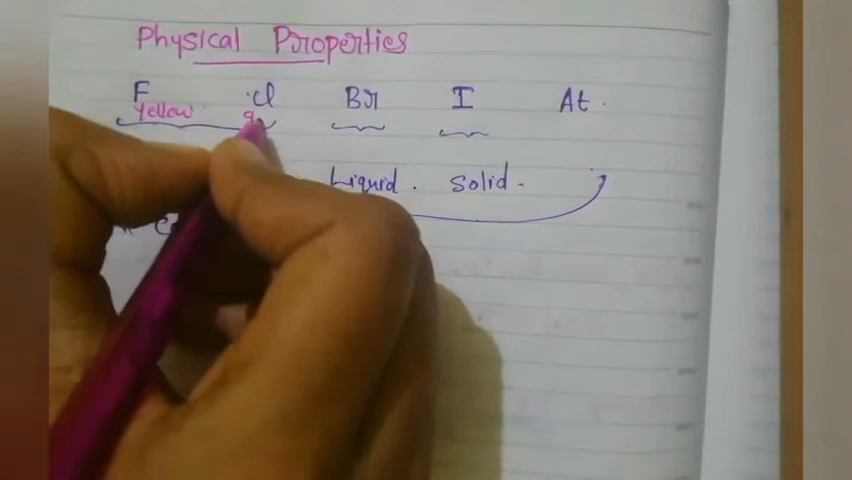 Physical Properties
F Cl Br I At.
Yellow
Liquid. Solid.